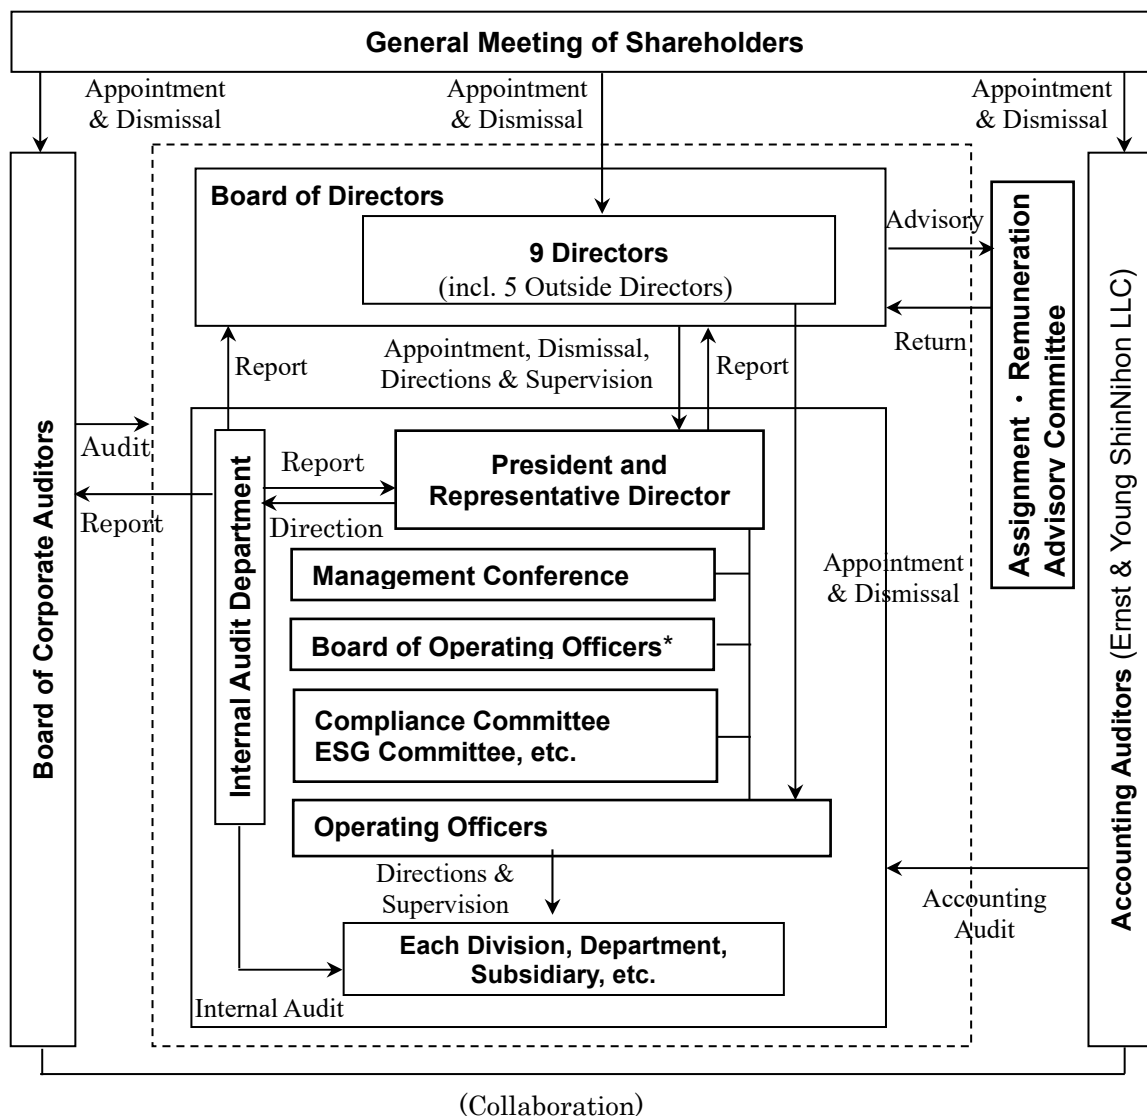 General Meeting of Shareholders
Appointment
& Dismissal
Appointment
& Dismissal
Appointment
& Dismissal
Board of Directors
9 Directors
(incl. 5 Outside Directors)
Advisory
Return
Assignment・Remuneration
Advisory Committee
Report
Appointment, Dismissal,
Directions & Supervision
Report
Board of Corporate Auditors
Audit
Report
Internal Audit Department
Report
Direction
President and
Representative Director
Management Conference
Board of Operating Officers*
Compliance Committee
ESG Committee, etc.
Appointment
& Dismissal
Operating Officers
Directions &
Supervision
Each Division, Department,
Subsidiary, etc.
Internal Audit
Accounting
Audit
Accounting Auditors (Ernst & Young ShinNihon LLC)
(Collaboration)